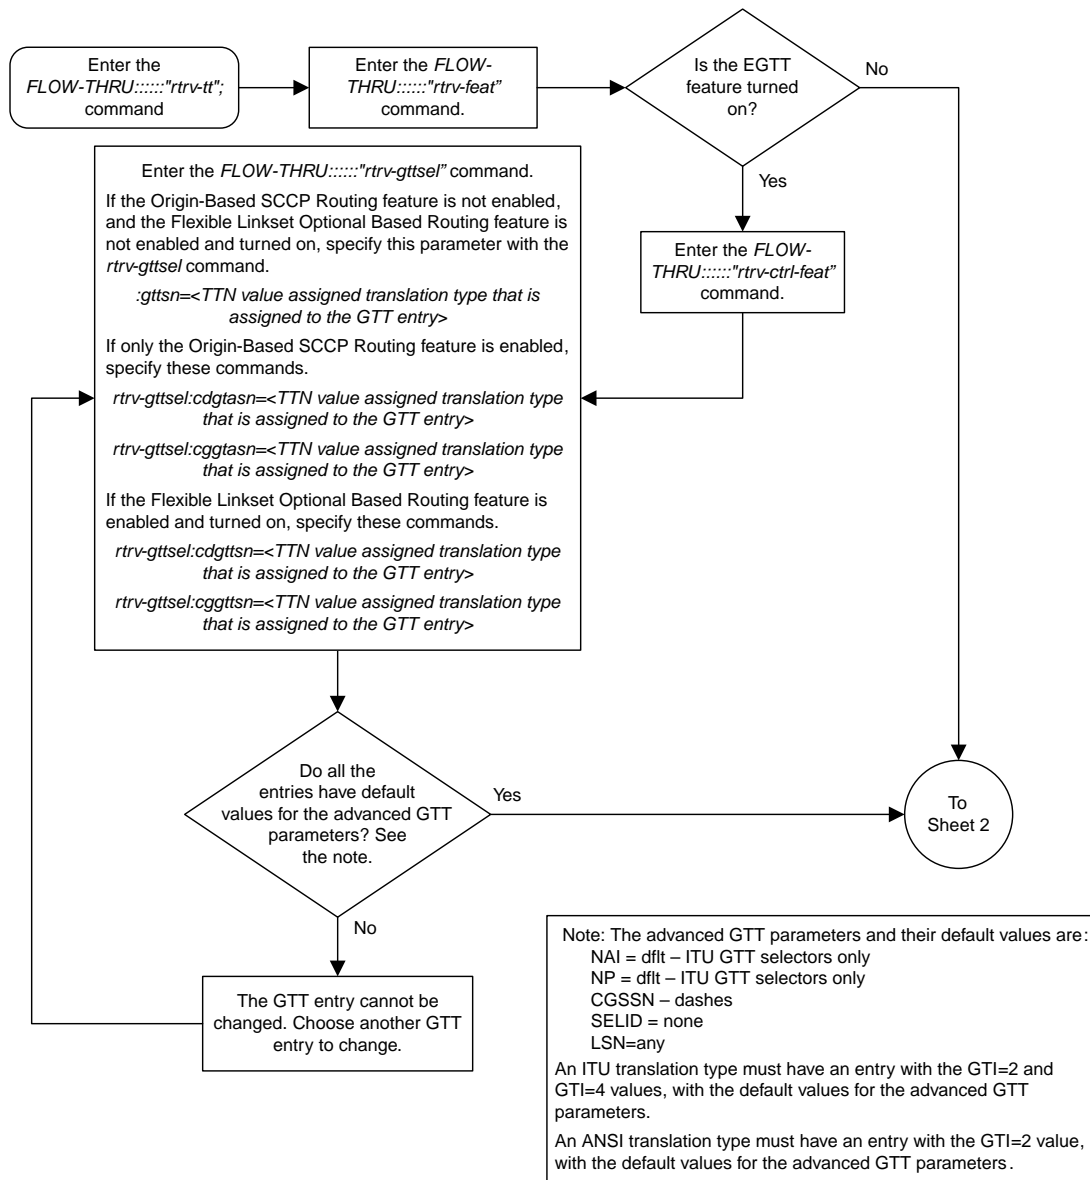 Enter the
FLOW-THRU::::::"rtrv-tt";
command
Enter the FLOW-
THRU::::::"rtrv-feat”
command.
Is the EGTT
feature turned
on?
No
Yes
Enter the FLOW-
THRU::::::"rtrv-ctrl-feat”
command.
Enter the FLOW-THRU::::::"rtrv-gttsel” command.
If the Origin-Based SCCP Routing feature is not enabled,
and the Flexible Linkset Optional Based Routing feature is
not enabled and turned on, specify this parameter with the
rtrv-gttsel command.
:gttsn=<TTN value assigned translation type that is
assigned to the GTT entry>
If only the Origin-Based SCCP Routing feature is enabled,
specify these commands.
rtrv-gttsel:cdgtasn=<TTN value assigned translation type
that is assigned to the GTT entry>
rtrv-gttsel:cggtasn=<TTN value assigned translation type
that is assigned to the GTT entry>
If the Flexible Linkset Optional Based Routing feature is
enabled and turned on, specify these commands.
rtrv-gttsel:cdgttsn=<TTN value assigned translation type
that is assigned to the GTT entry>
rtrv-gttsel:cggttsn=<TTN value assigned translation type
that is assigned to the GTT entry>
Do all the
entries have default
values for the advanced GTT
parameters? See
the note.
Yes
To
Sheet 2
No
The GTT entry cannot be
changed. Choose another GTT
entry to change.
Note: The advanced GTT parameters and their default values are:
NAI = dflt – ITU GTT selectors only
NP = dflt – ITU GTT selectors only
CGSSN – dashes
SELID = none
LSN=any
An ITU translation type must have an entry with the GTI=2 and
GTI=4 values, with the default values for the advanced GTT
parameters.
An ANSI translation type must have an entry with the GTI=2 value,
with the default values for the advanced GTT parameters.